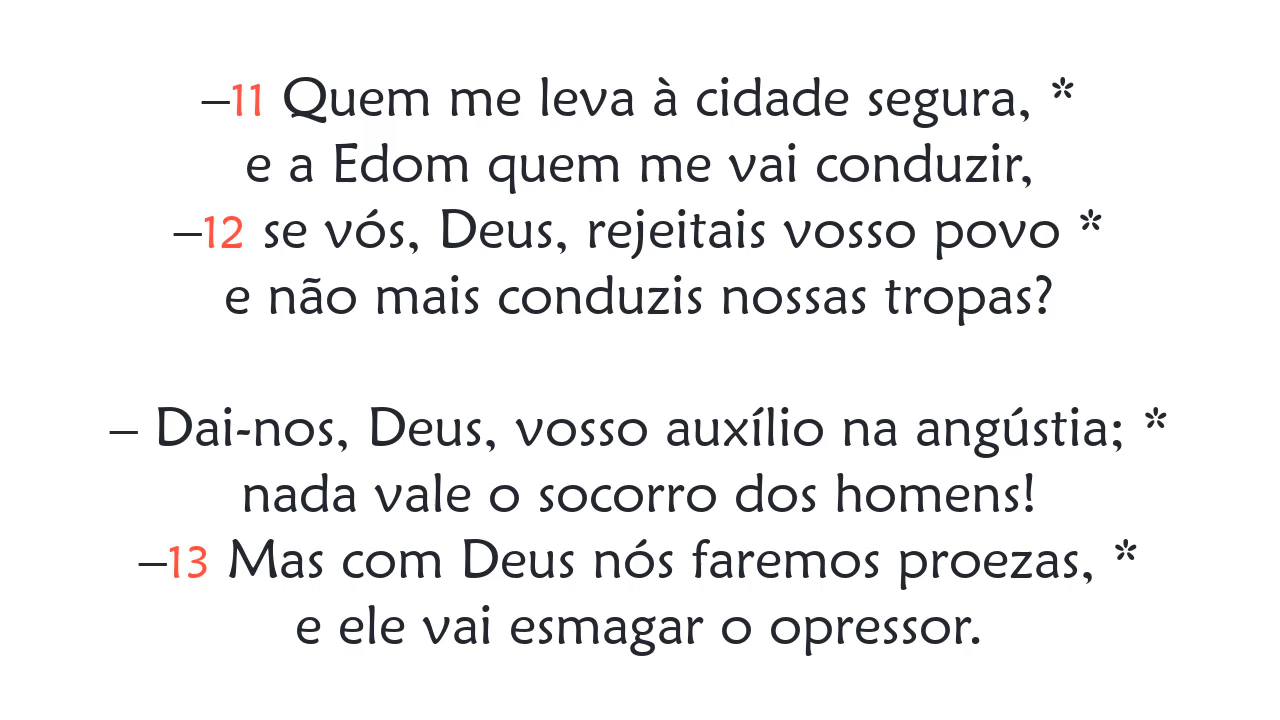 –11 Quem me leva à cidade segura, *
e a Edom quem me vai conduzir,
–12 se vós, Deus, rejeitais vosso povo *
e não mais conduzis nossas tropas?
– Dai-nos, Deus, vosso auxílio na angústia; *
nada vale o socorro dos homens!
–13 Mas com Deus nós faremos proezas, *
e ele vai esmagar o opressor.